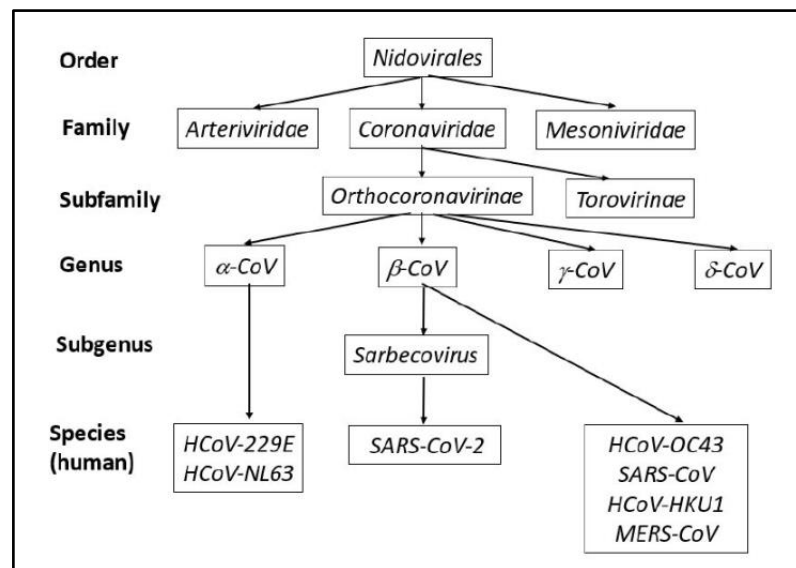 Order
Nidovirales
Family
Arteriviridae
Coronaviridae
Mesoniviridae
Subfamily
Orthocoronavirinae
Torovirinae
Genus
α-CoV
β-CoV
γ-CoV
δ-CoV
Subgenus
Sarbecovirus
Species
(human)
HCoV-229E
HCoV-NL63
SARS-CoV-2
HCoV-OC43
SARS-CoV
HCoV-HKU1
MERS-CoV